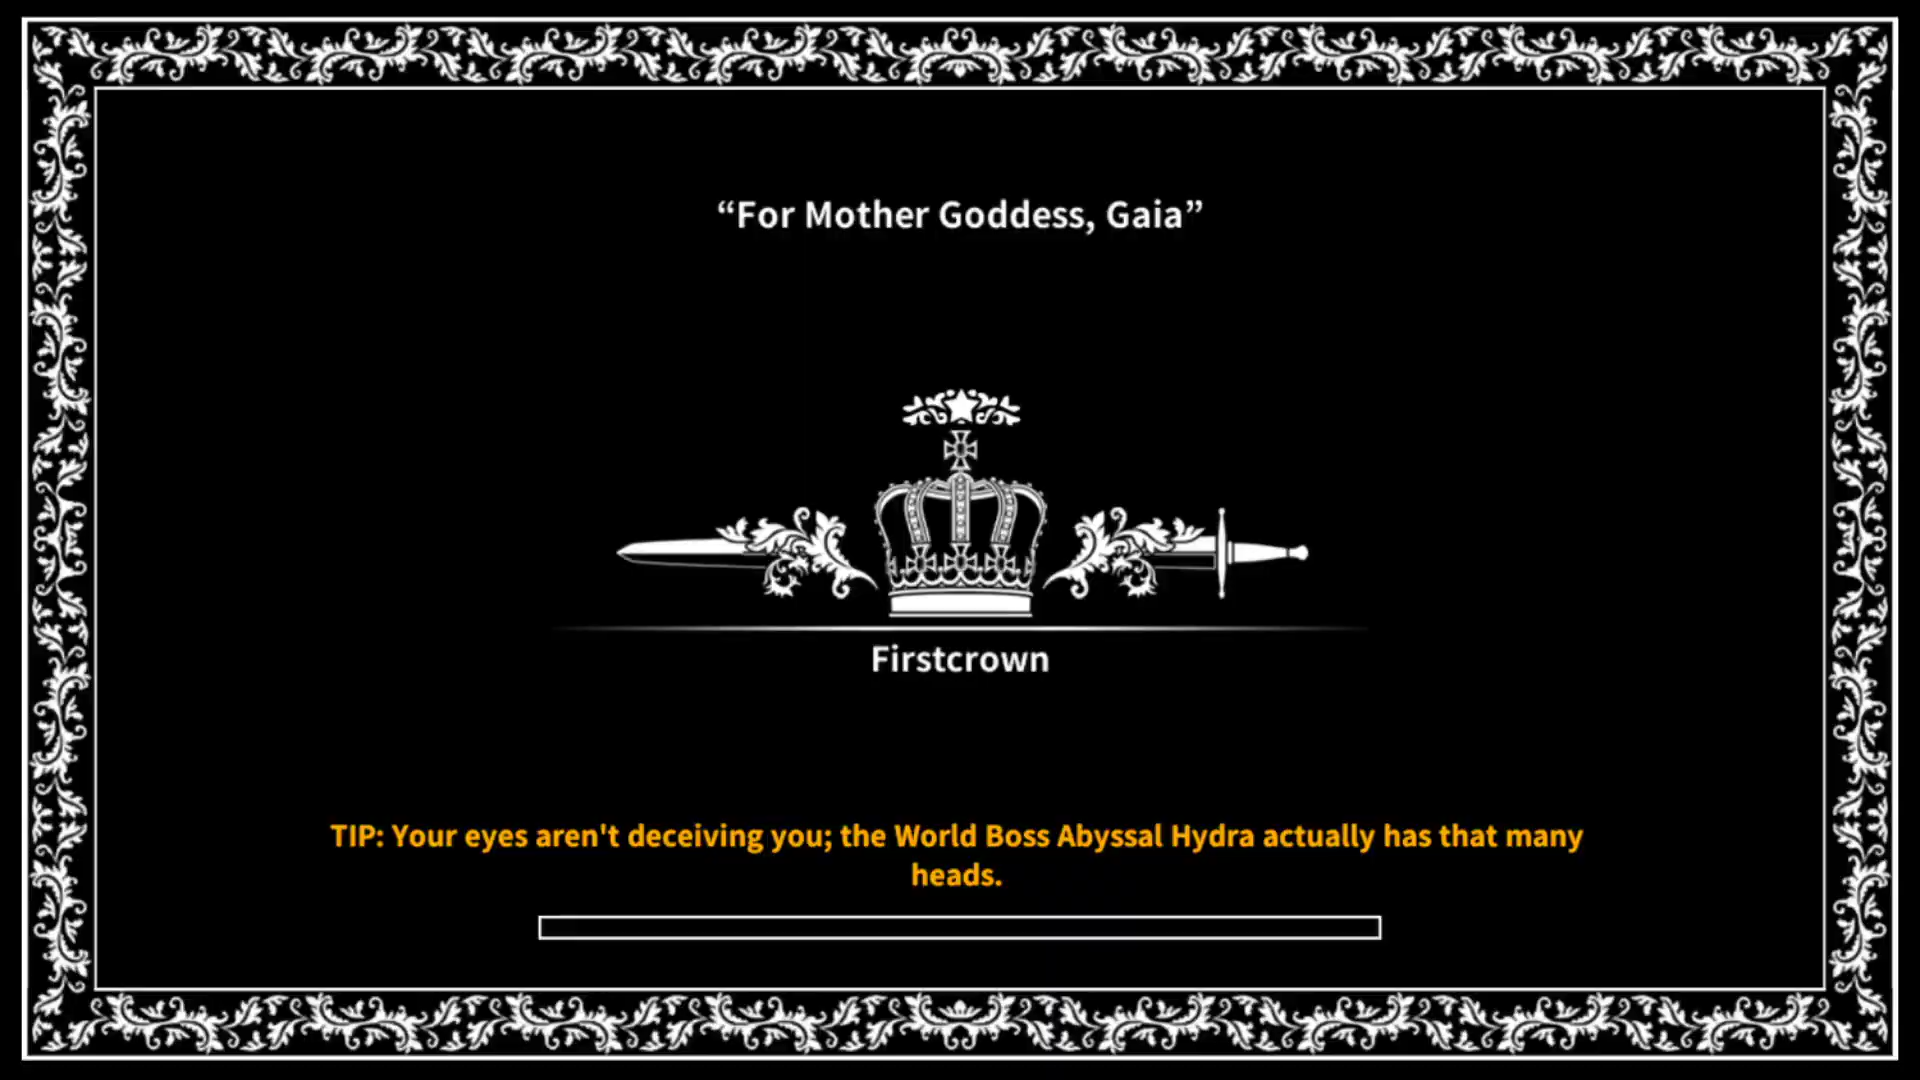 “For Mother Goddess, Gaia”
Firstcrown
TIP: Your eyes aren't deceiving you; the World Boss Abyssal Hydra actually has that many
heads.